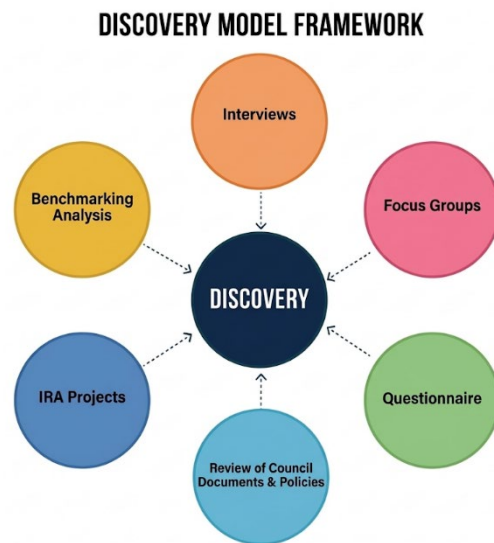 DISCOVERY MODEL FRAMEWORK
Interviews
Benchmarking
Analysis
Focus Groups
DISCOVERY
IRA Projects
Questionnaire
Review of Council
Documents & Policies